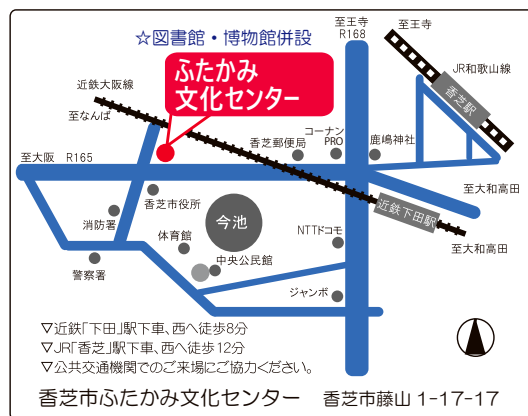 ☆図書館・博物館併設
至王寺
R168
至王寺
JR和歌山線
香芝駅
ふたかみ
文化センター
近鉄大阪線
至なんば
コーナン
PRO
鹿嶋神社
香芝郵便局
至大阪 R165
至大和高田
香芝市役所
今池
近鉄下田駅
消防署
体育館
NTTドコモ
至大和高田
中央公民館
警察署
ジャンボ
▽近鉄「下田」駅下車、西へ徒歩8分
▽JR「香芝」駅下車、西へ徒歩12分
▽公共交通機関でのご来場にご協力ください。
香芝市ふたかみ文化センター 香芝市藤山 1-17-17